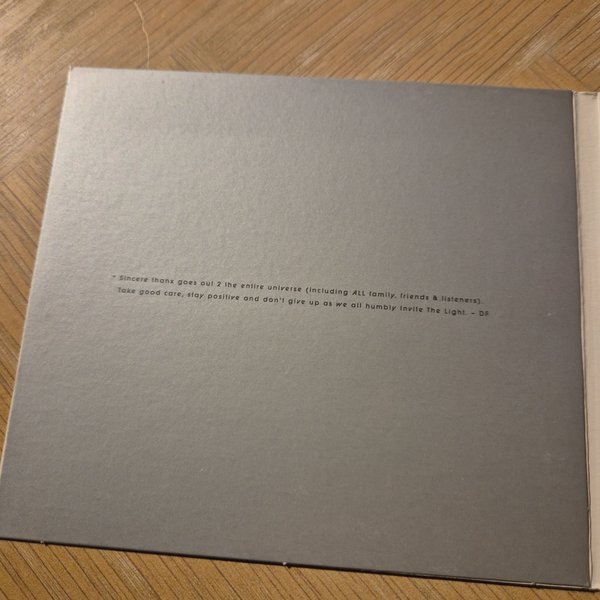 " Sincere thanx goes out 2 the entire universe (including ALL family, friends & listeners).
Take good care, stay positive and don't give up as we all humbly Invite The Light. – DF